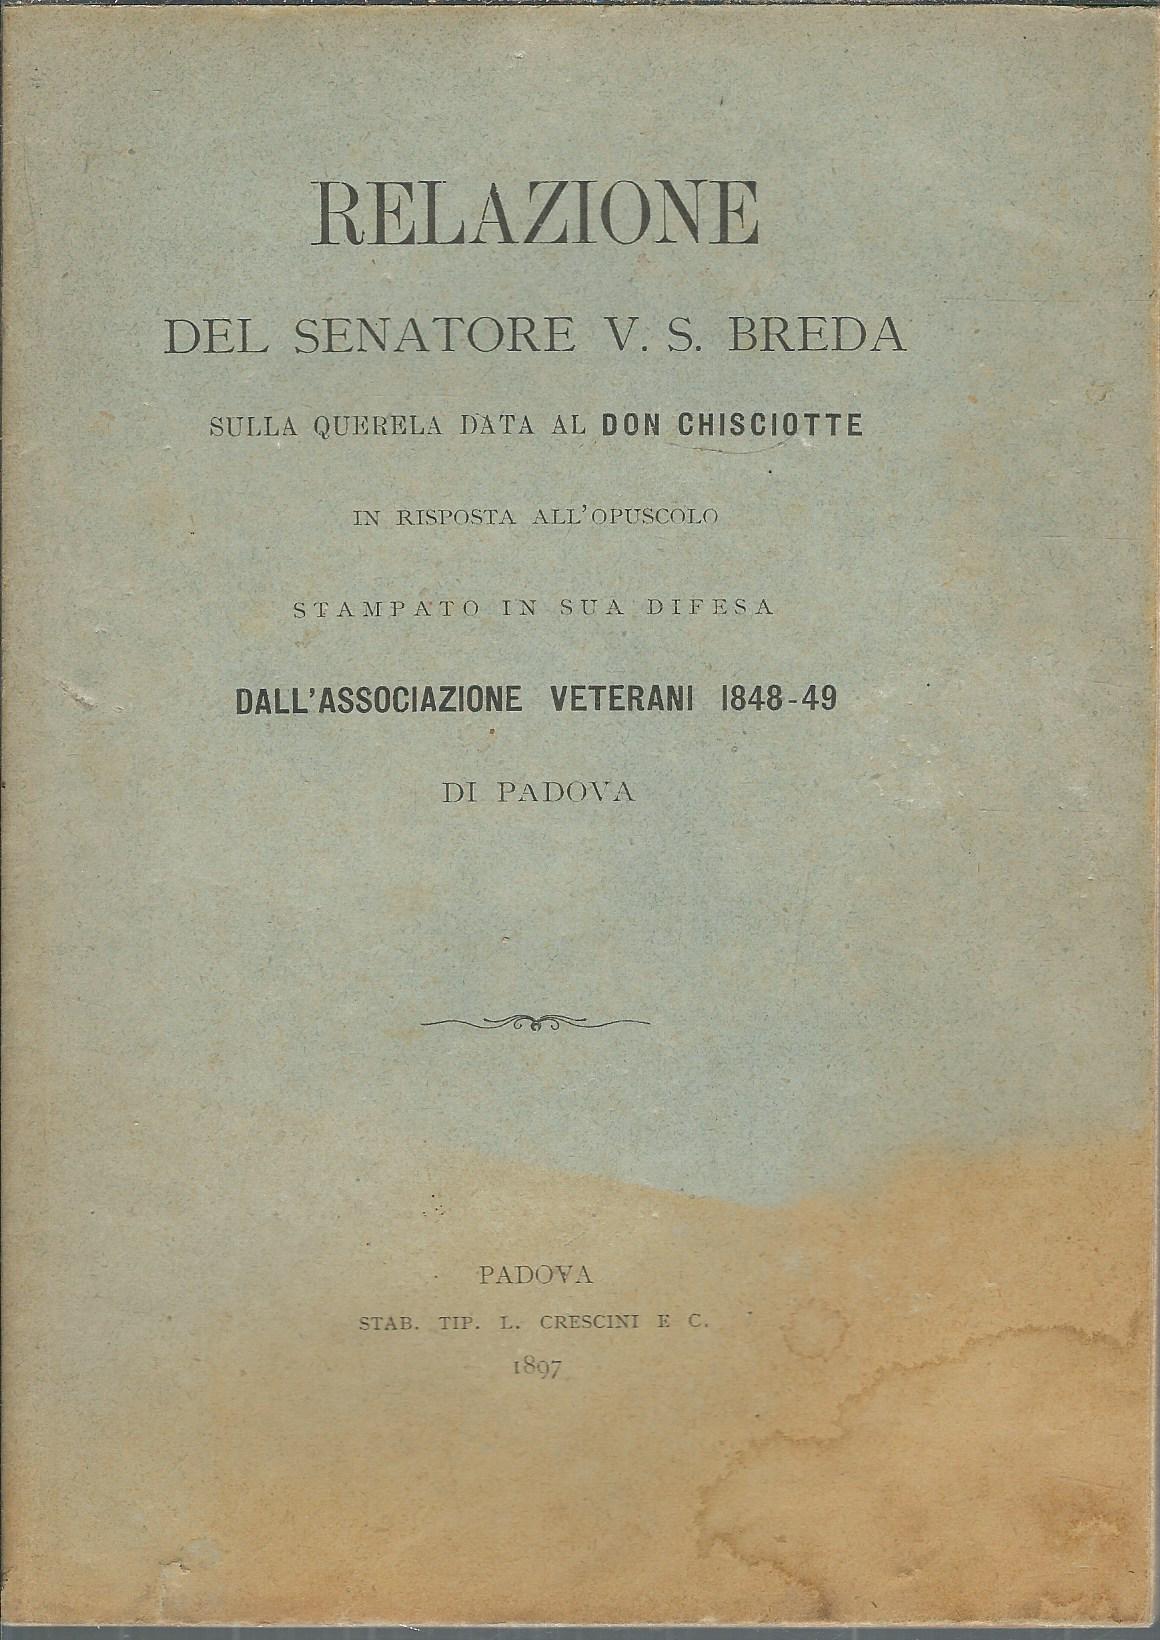 RELAZIONE
DEL SENATORE V. S. BREDA
SULLA QUERELA DATA AL DON CHISCIOTTE
IN RISPOSTA ALL'OPUSCOLO
STAMPATO IN SUA DIFESA
DALL'ASSOCIAZIONE VETERANI 1848-49
DI PADOVA
PADOVA
STAB. TIP. L. CRESCINI E C.
1897